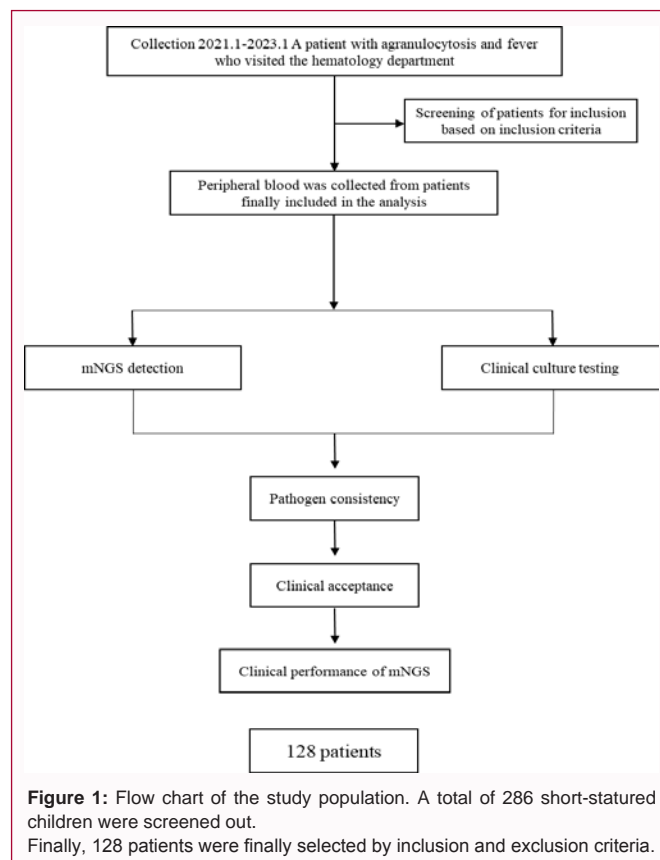 Collection 2021.1-2023.1 A patient with agranulocytosis and fever
who visited the hematology department
Screening of patients for inclusion
based on inclusion criteria
Peripheral blood was collected from patients
finally included in the analysis
mNGS detection
Clinical culture testing
Pathogen consistency
Clinical acceptance
Clinical performance of mNGS
128 patients
Figure 1: Flow chart of the study population. A total of 286 short-statured
children were screened out.
Finally, 128 patients were finally selected by inclusion and exclusion criteria.